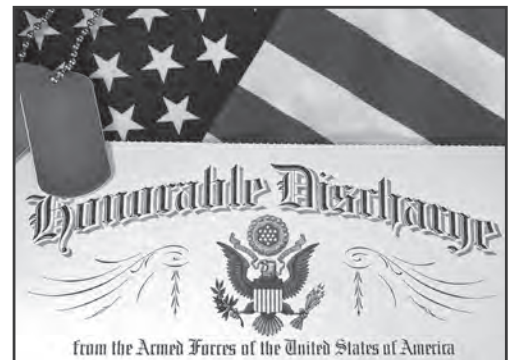 Honorable Discharge
from the Armed Forces of the United States of America